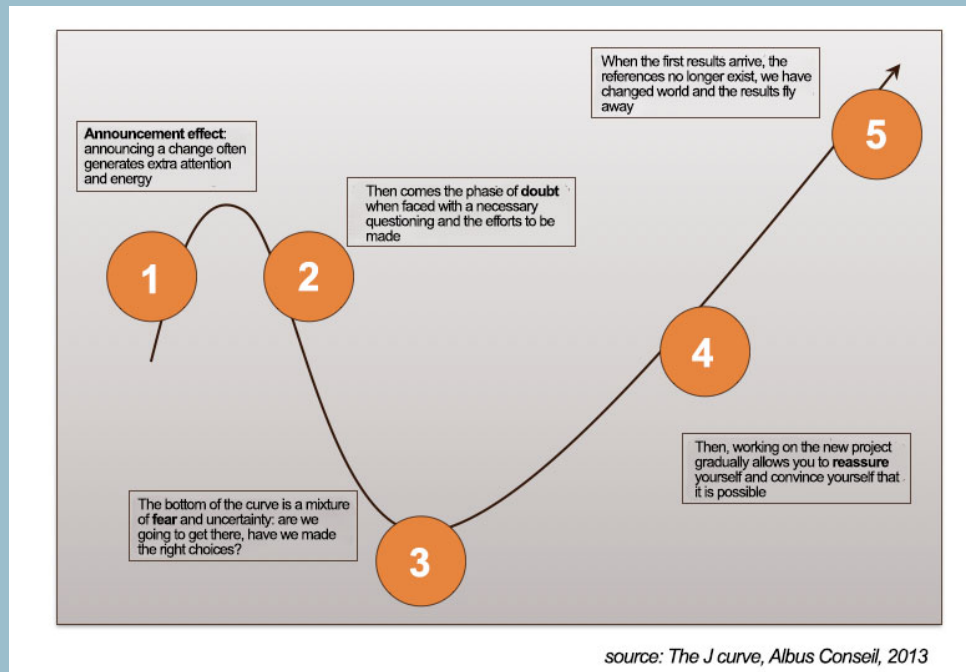 When the first results arrive, the
references no longer exist, we have
changed world and the results fly
away
5
Announcement effect:
announcing a change often
generates extra attention
and energy
Then comes the phase of doubt
when faced with a necessary
questioning and the efforts to be
made
1
2
4
Then, working on the new project
gradually allows you to reassure
yourself and convince yourself that
it is possible
The bottom of the curve is a mixture
of fear and uncertainty: are we
going to get there, have we made
the right choices?
3
source: The J curve, Albus Conseil, 2013